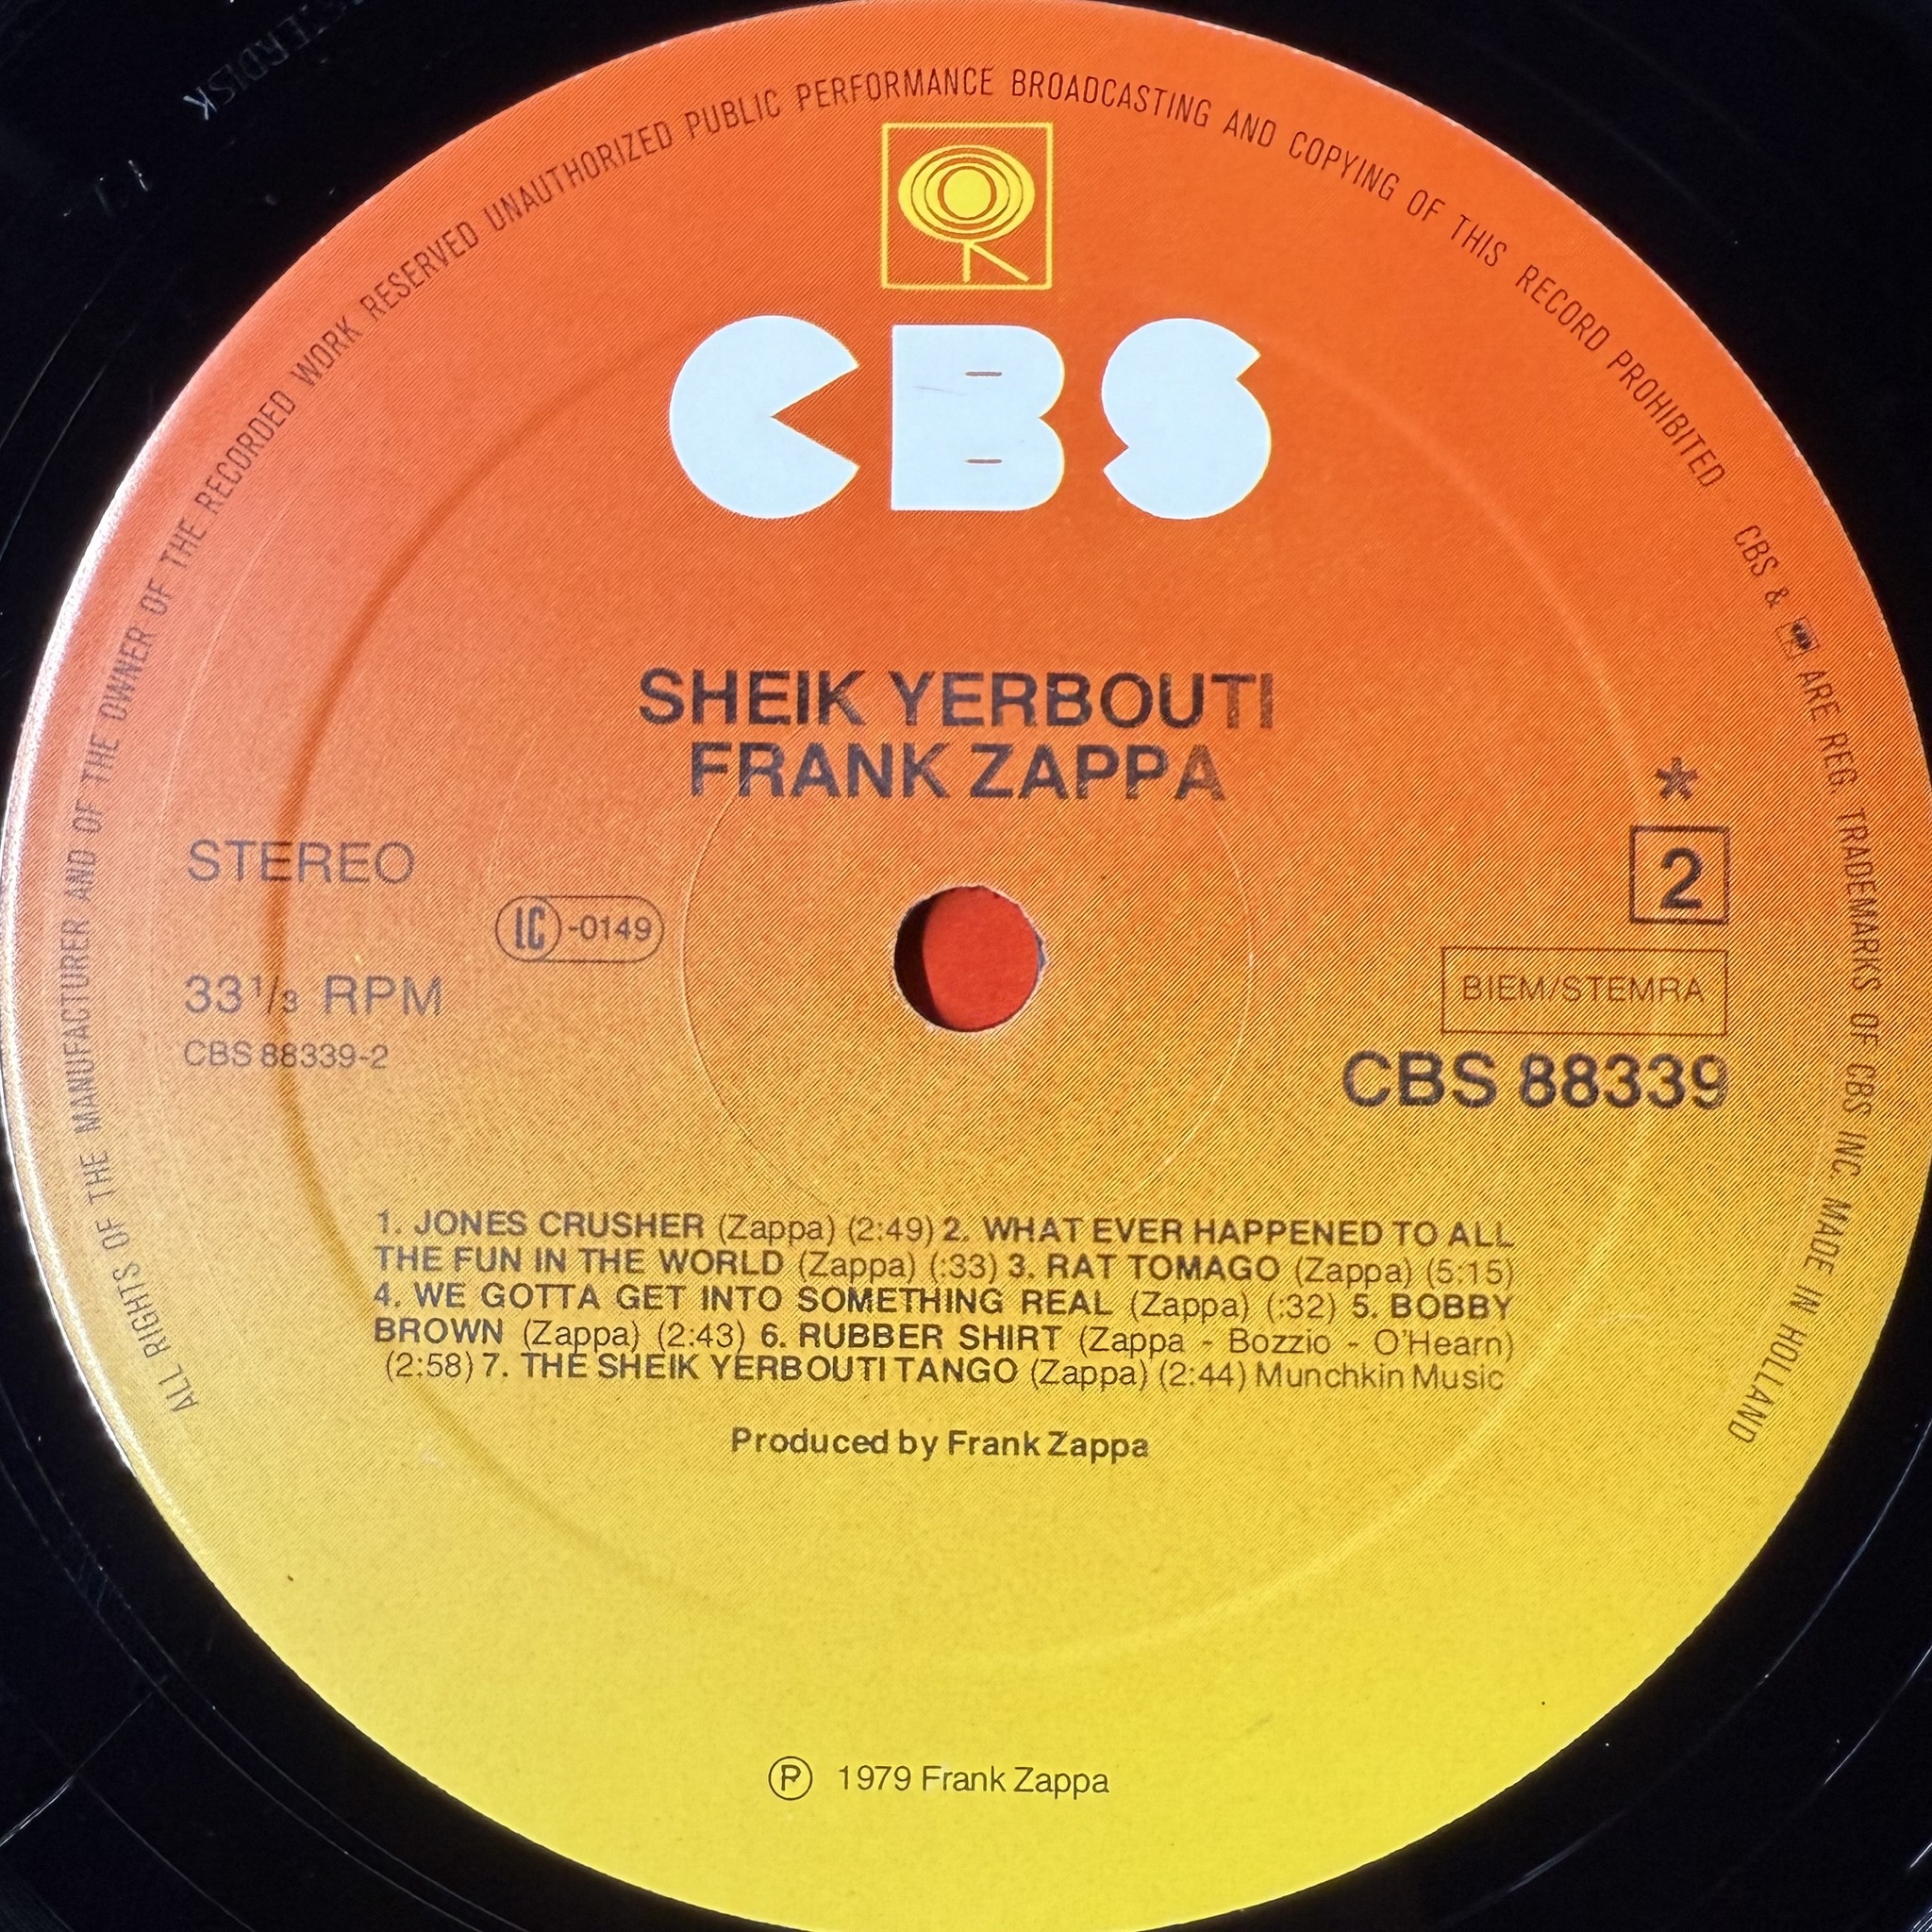 ALL RIGHTS OF THE MANUFACTURER AND OF THE OWNER OF THE RECORDED WORK RESERVED UNAUTHORIZED PUBLIC PERFORMANCE BROADCASTING AND COPYING OF THIS RECORD PROHIBITED CBS & ARE REG. TRADEMARKS OF CBS INC. MADE IN HOLLAND
CBS
SHEIK YERBOUTI
FRANK ZAPPA
*
STEREO
2
LC -0149
33 1/3 RPM
BIEM/STEMRA
CBS 88339-2
CBS 88339
1. JONES CRUSHER (Zappa) (2:49) 2. WHAT EVER HAPPENED TO ALL
THE FUN IN THE WORLD (Zappa) (:33) 3. RAT TOMAGO (Zappa) (5:15)
4. WE GOTTA GET INTO SOMETHING REAL (Zappa) (:32) 5. BOBBY
BROWN (Zappa) (2:43) 6. RUBBER SHIRT (Zappa - Bozzio - O'Hearn)
(2:58) 7. THE SHEIK YERBOUTI TANGO (Zappa) (2:44) Munchkin Music
Produced by Frank Zappa
Ⓟ 1979 Frank Zappa